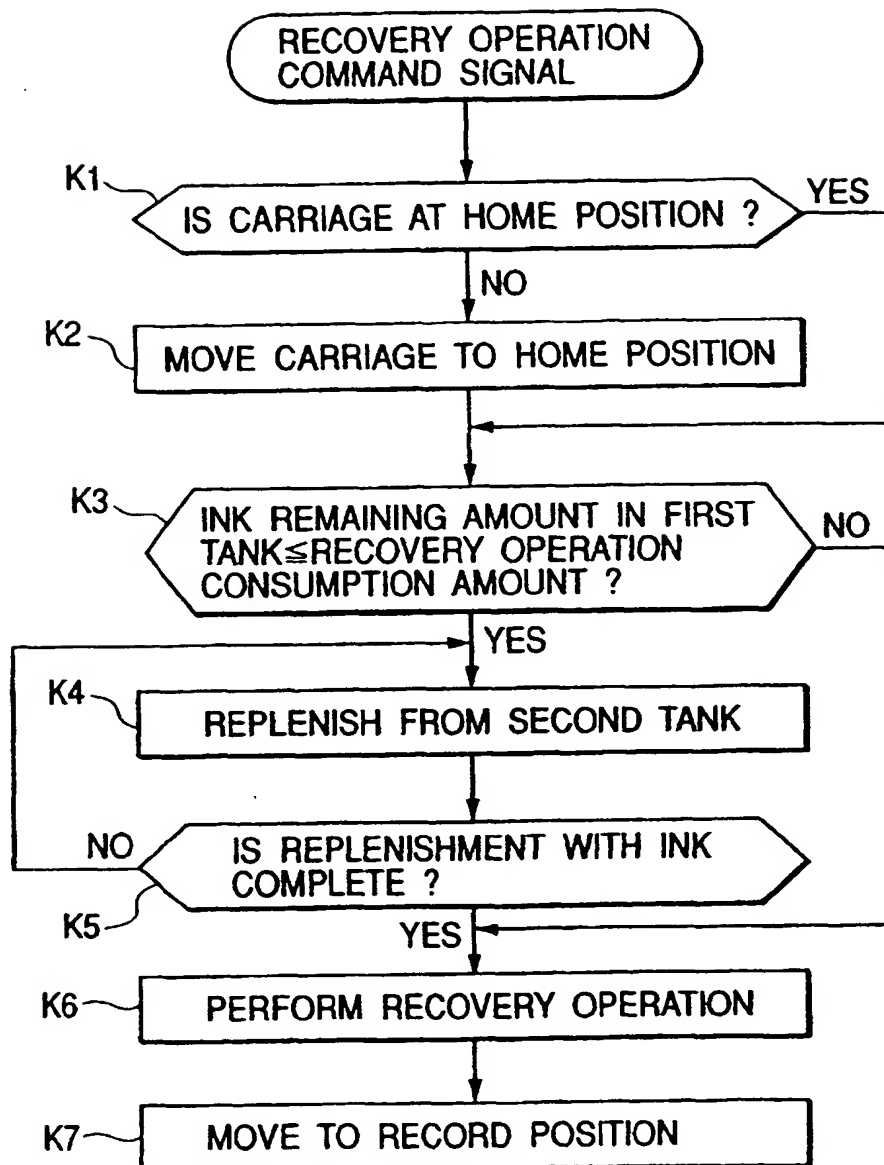 RECOVERY OPERATION
COMMAND SIGNAL
K1
IS CARRIAGE AT HOME POSITION ?
YES
NO
K2
MOVE CARRIAGE TO HOME POSITION
K3
INK REMAINING AMOUNT IN FIRST
TANK≦RECOVERY OPERATION
CONSUMPTION AMOUNT ?
NO
YES
K4
REPLENISH FROM SECOND TANK
NO
IS REPLENISHMENT WITH INK
COMPLETE ?
K5
YES
K6
PERFORM RECOVERY OPERATION
K7
MOVE TO RECORD POSITION